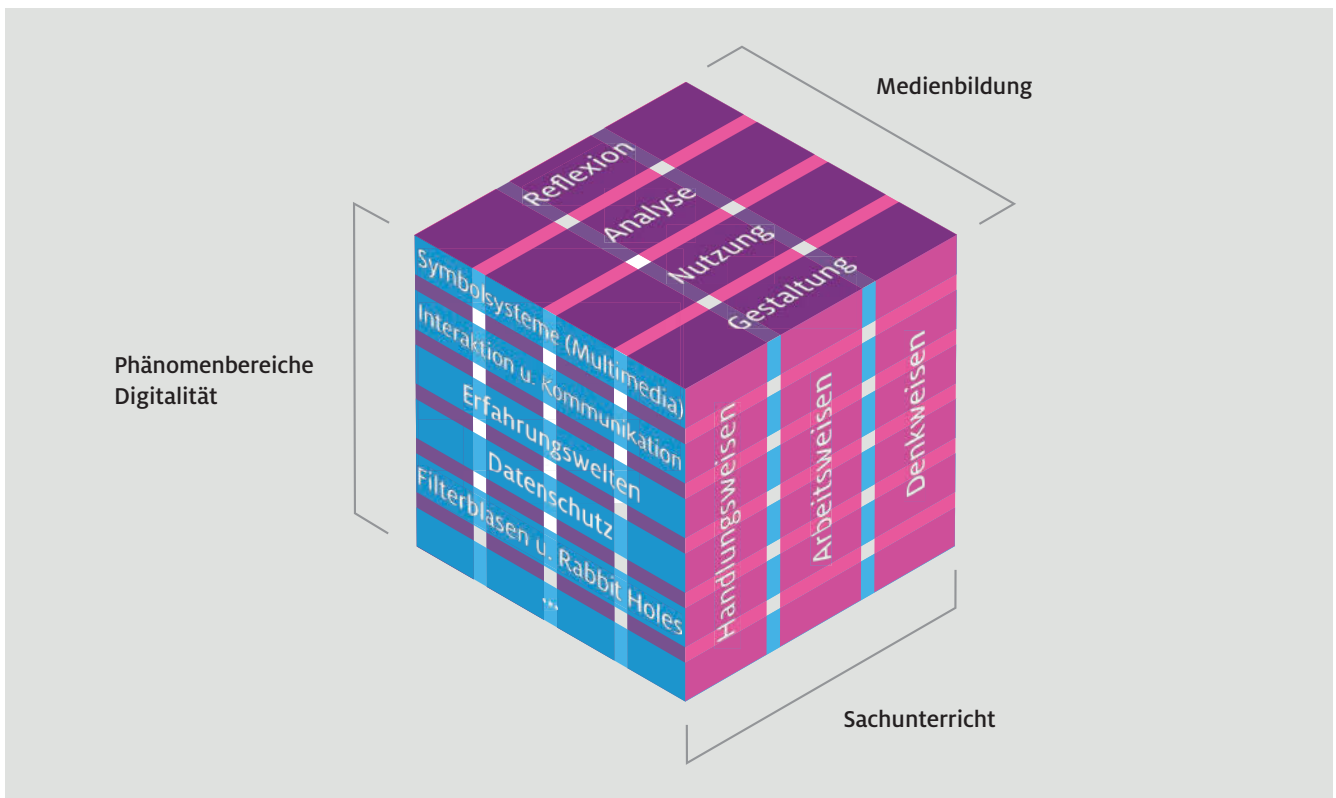 Medienbildung
Reflexion
Analyse
Nutzung
Gestaltung
Phänomenbereiche
Digitalität
Symbolsysteme (Multimedia)
Interaktion u. Kommunikation
Erfahrungswelten
Datenschutz
Filterblasen u. Rabbit Holes
...
Handlungsweisen
Arbeitsweisen
Denkweisen
Sachunterricht